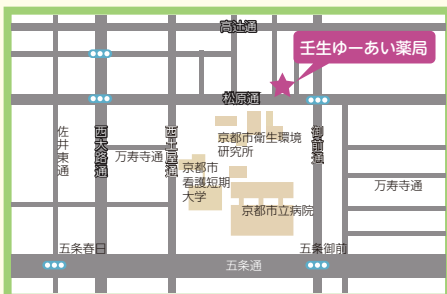 高辻通
壬生ゆーあい薬局
松原通
佐井東通
西大路通
西土屋通
御前通
京都市衛生環境
研究所
万寿寺通
京都市
看護短期
大学
万寿寺通
京都市立病院
五条春日
五条御前
五条通